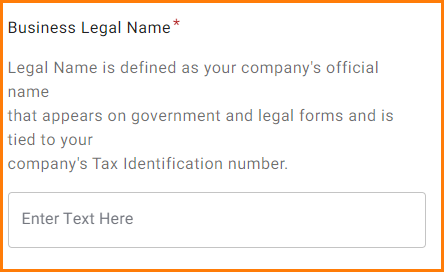 Business Legal Name*
Legal Name is defined as your company's official
name
that appears on government and legal forms and is
tied to your
company's Tax Identification number.
Enter Text Here